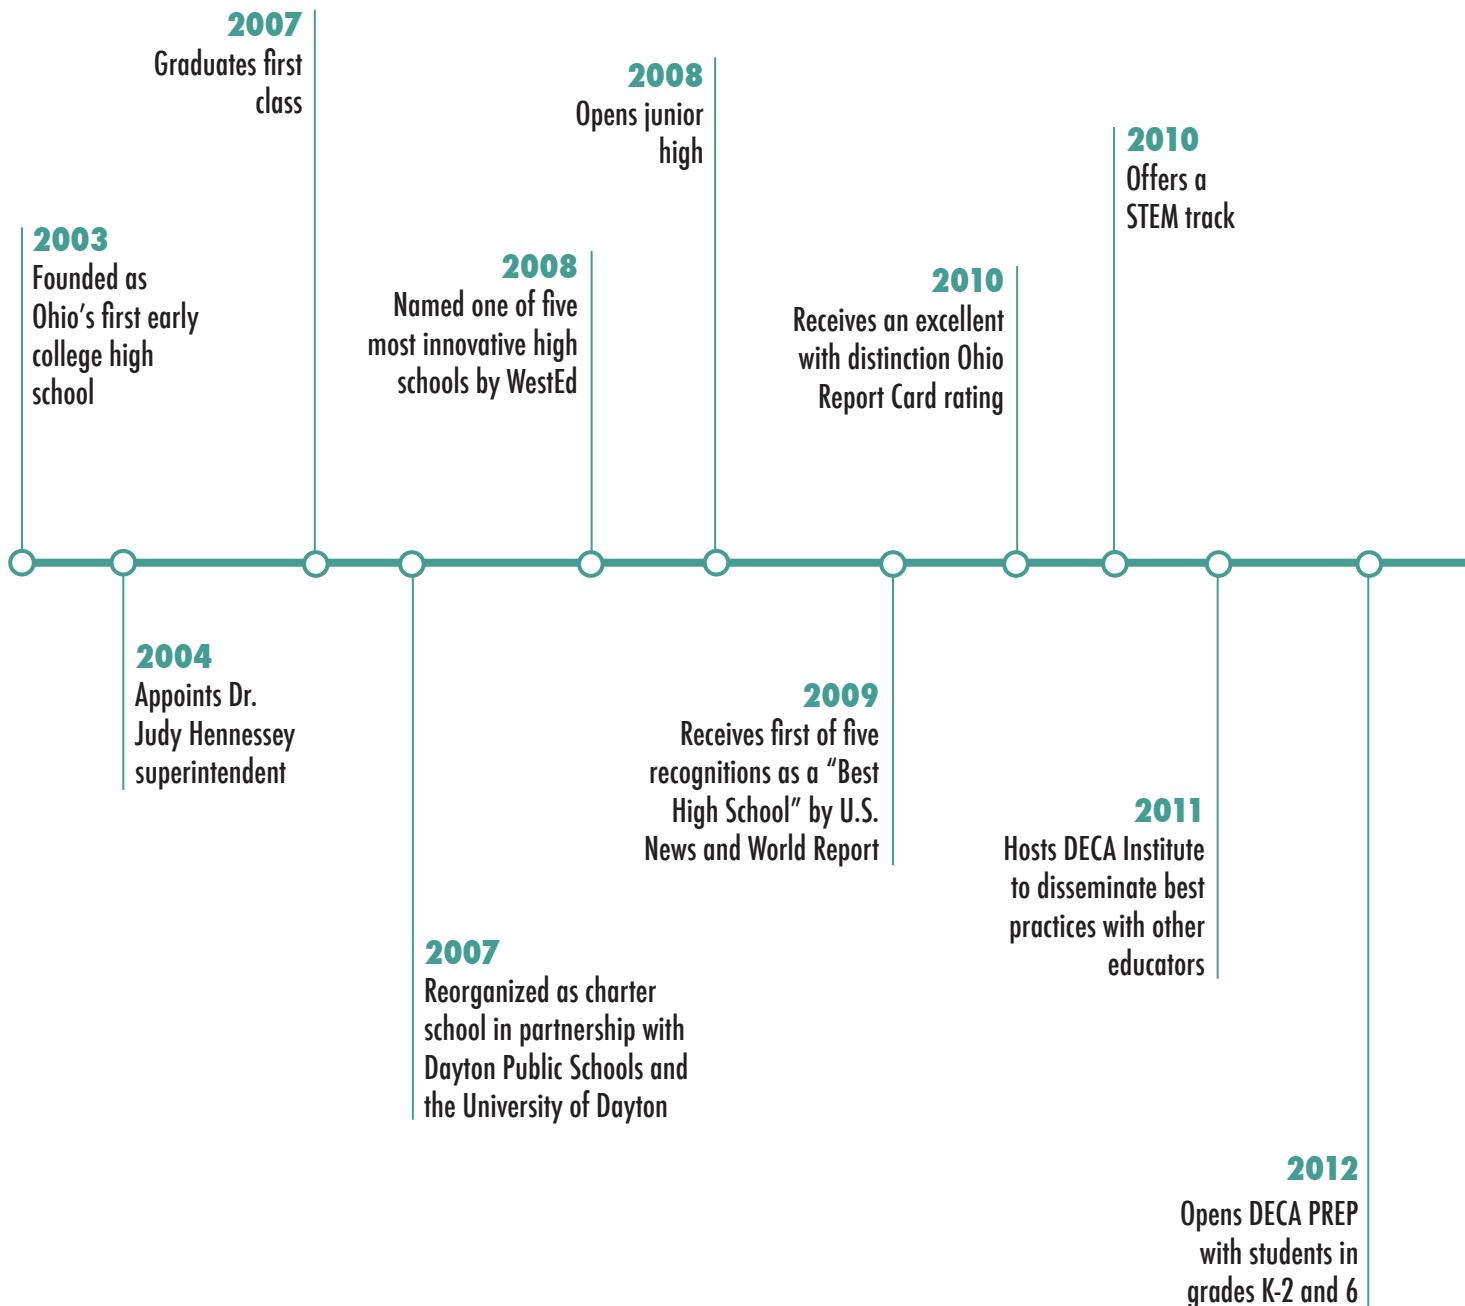 2003
Founded as
Ohio’s first early
college high
school
2004
Appoints Dr.
Judy Hennessey
superintendent
2007
Graduates first
class
2007
Reorganized as charter
school in partnership with
Dayton Public Schools and
the University of Dayton
2008
Named one of five
most innovative high
schools by WestEd
2008
Opens junior
high
2009
Receives first of five
recognitions as a “Best
High School” by U.S.
News and World Report
2010
Receives an excellent
with distinction Ohio
Report Card rating
2010
Offers a
STEM track
2011
Hosts DECA Institute
to disseminate best
practices with other
educators
2012
Opens DECA PREP
with students in
grades K-2 and 6